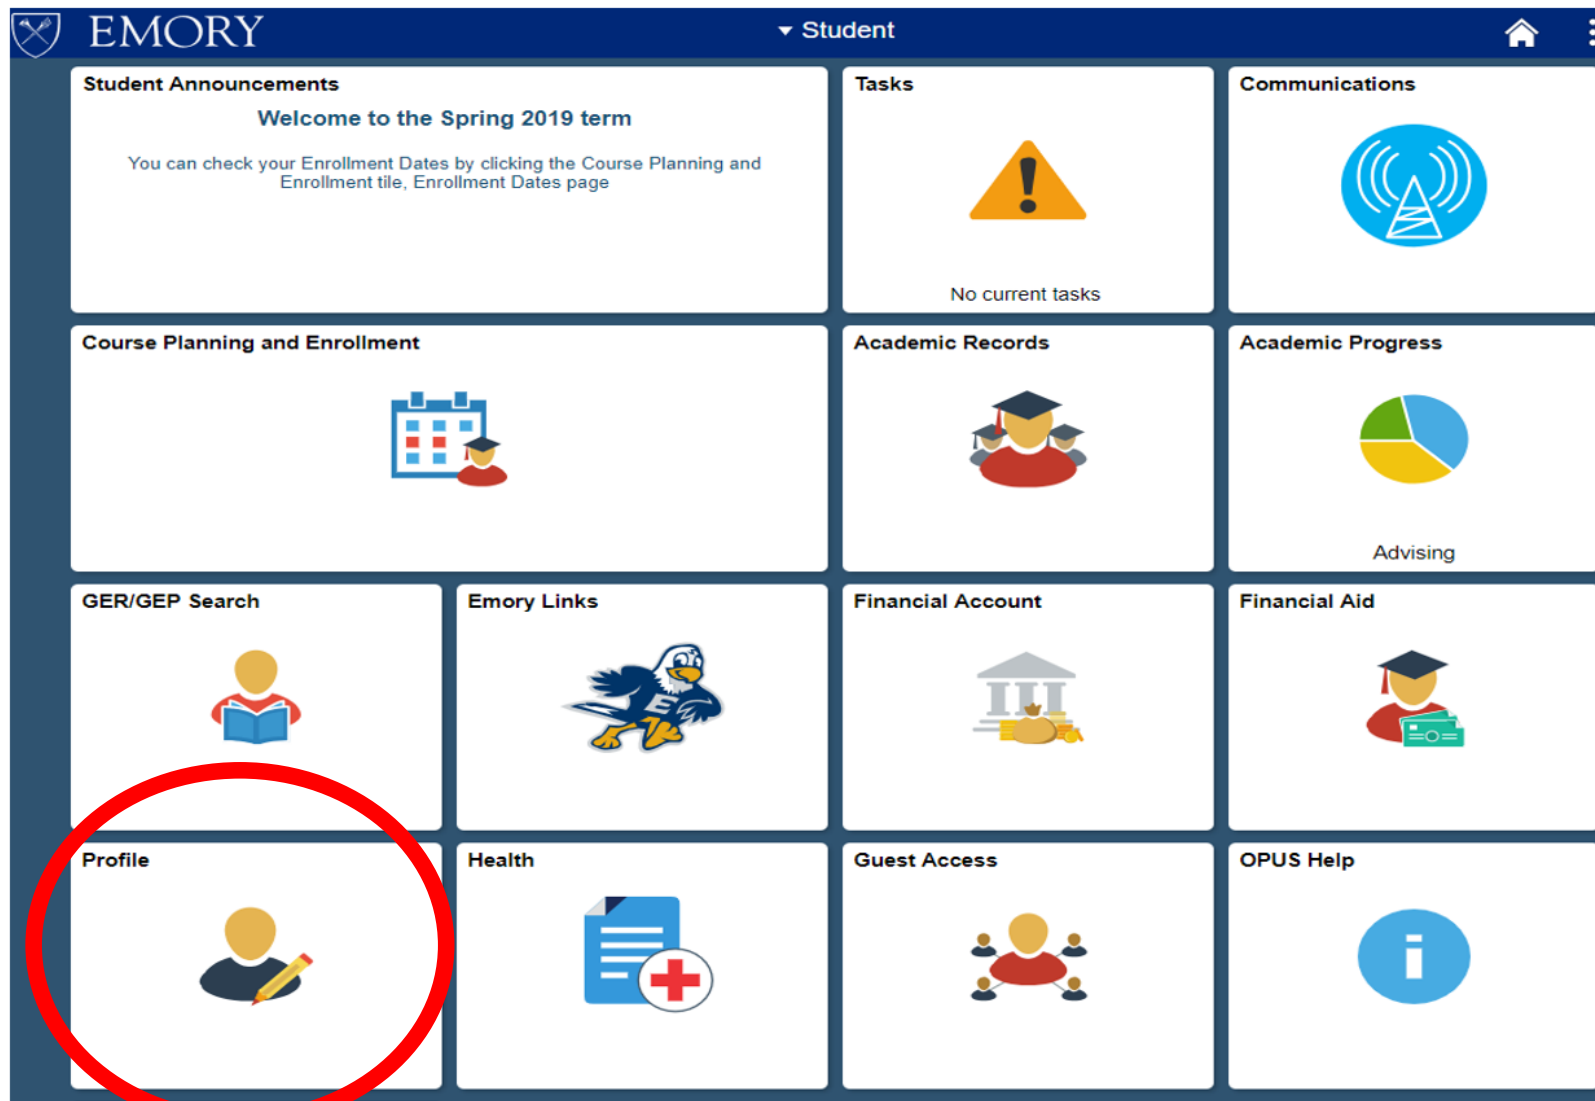 EMORY
Student
Student Announcements
Welcome to the Spring 2019 term
You can check your Enrollment Dates by clicking the Course Planning and
Enrollment tile, Enrollment Dates page
Tasks
No current tasks
Communications
Course Planning and Enrollment
Academic Records
Academic Progress
Advising
GER/GEP Search
Emory Links
E
Financial Account
Financial Aid
Profile
Health
Guest Access
OPUS Help
i